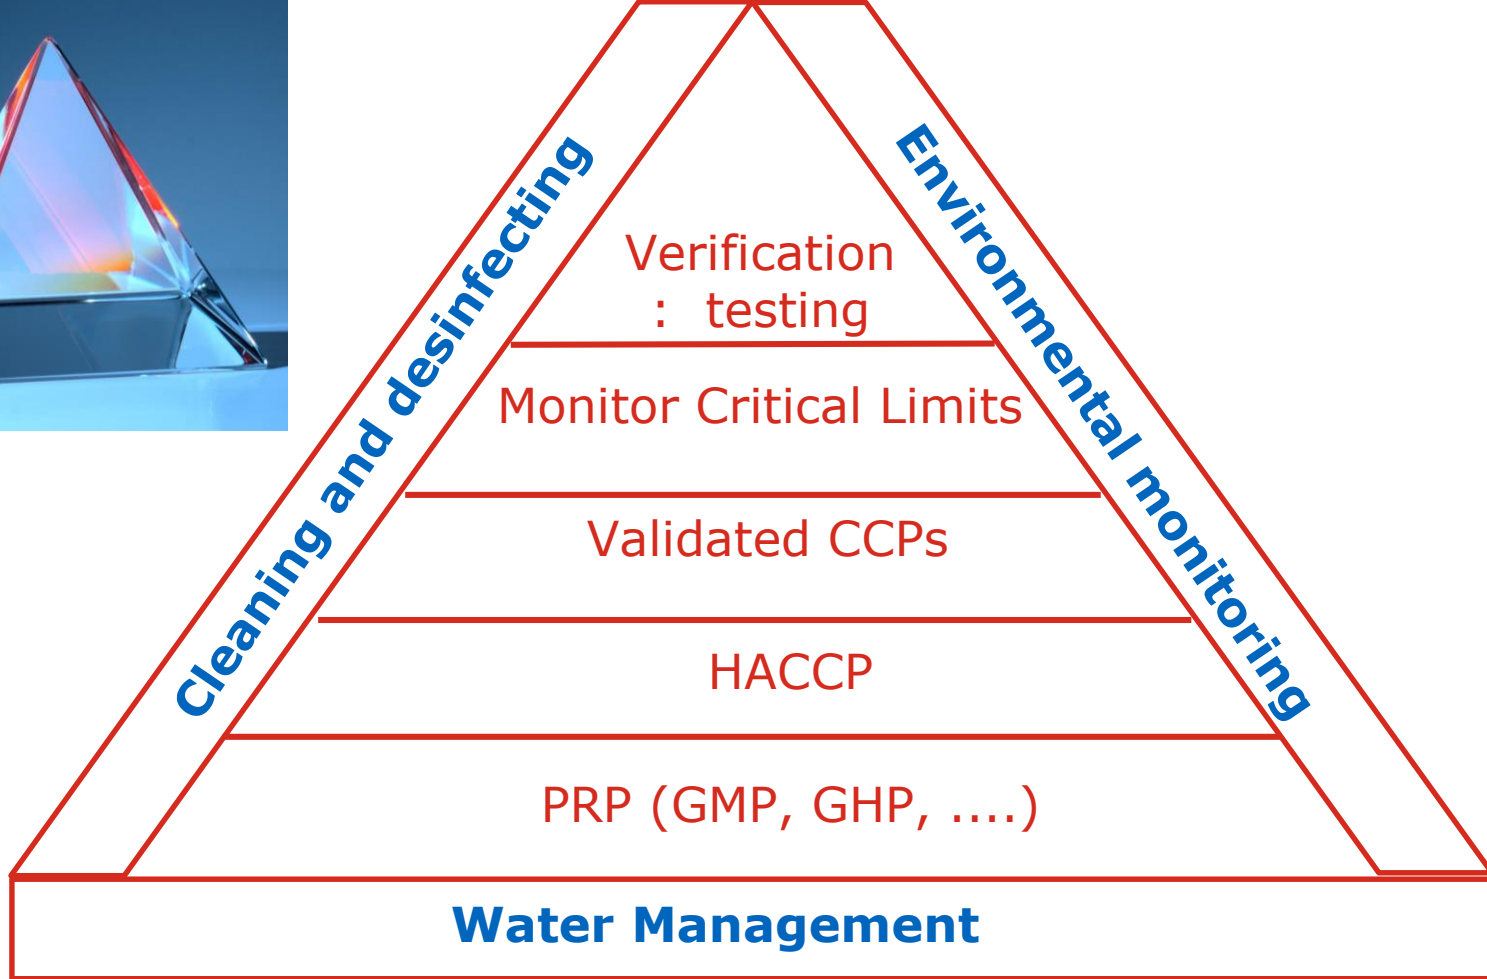 Cleaning and desinfecting
Environmental monitoring
Verification
: testing
Monitor Critical Limits
Validated CCPs
HACCP
PRP (GMP, GHP, ....)
Water Management